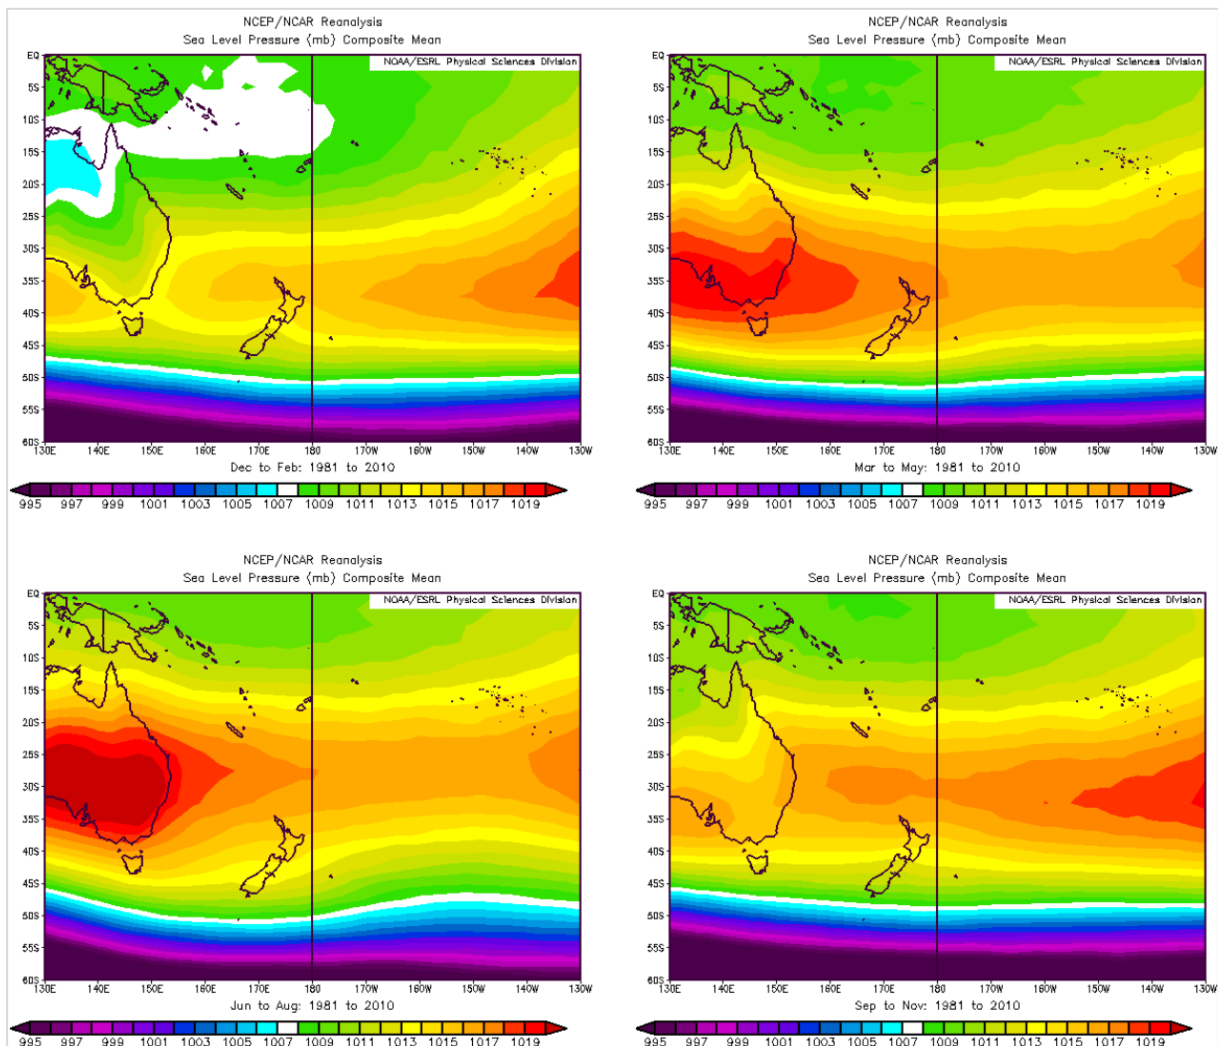 NCEP/NCAR Reanalysis
Sea Level Pressure (mb) Composite Mean
NOAA/ESRL Physical Sciences Division
EQ
5S
10S
15S
20S
25S
30S
35S
40S
45S
50S
55S
60S
130E 140E 150E 160E 170E 180 170W 160W 150W 140W 130W
Dec to Feb: 1981 to 2010
995 997 999 1001 1003 1005 1007 1009 1011 1013 1015 1017 1019
NCEP/NCAR Reanalysis
Sea Level Pressure (mb) Composite Mean
NOAA/ESRL Physical Sciences Division
EQ
5S
10S
15S
20S
25S
30S
35S
40S
45S
50S
55S
60S
130E 140E 150E 160E 170E 180 170W 160W 150W 140W 130W
Mar to May: 1981 to 2010
995 997 999 1001 1003 1005 1007 1009 1011 1013 1015 1017 1019
NCEP/NCAR Reanalysis
Sea Level Pressure (mb) Composite Mean
NOAA/ESRL Physical Sciences Division
EQ
5S
10S
15S
20S
25S
30S
35S
40S
45S
50S
55S
60S
130E 140E 150E 160E 170E 180 170W 160W 150W 140W 130W
Jun to Aug: 1981 to 2010
995 997 999 1001 1003 1005 1007 1009 1011 1013 1015 1017 1019
NCEP/NCAR Reanalysis
Sea Level Pressure (mb) Composite Mean
NOAA/ESRL Physical Sciences Division
EQ
5S
10S
15S
20S
25S
30S
35S
40S
45S
50S
55S
60S
130E 140E 150E 160E 170E 180 170W 160W 150W 140W 130W
Sep to Nov: 1981 to 2010
995 997 999 1001 1003 1005 1007 1009 1011 1013 1015 1017 1019